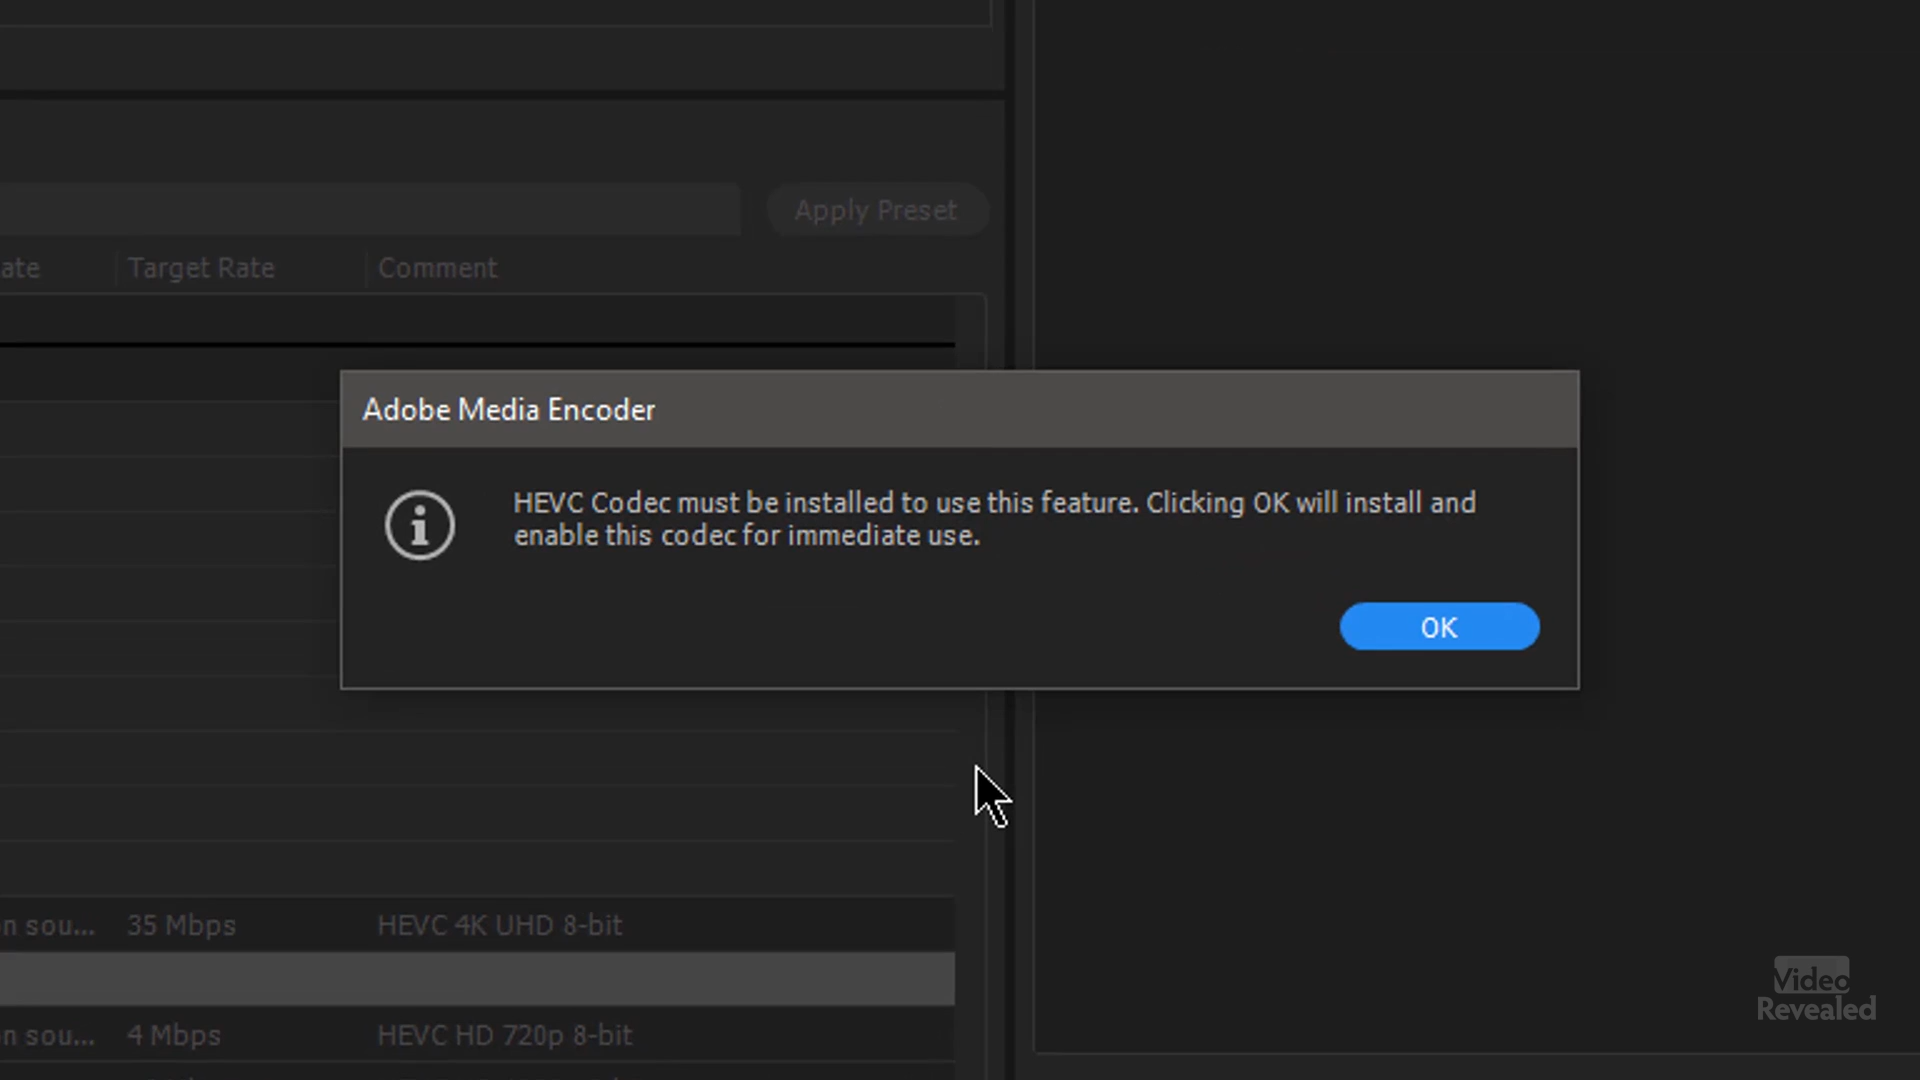 Apply Preset
ate Target Rate Comment
Adobe Media Encoder
HEVC Codec must be installed to use this feature. Clicking OK will install and
enable this codec for immediate use.
OK
n sou... 35 Mbps HEVC 4K UHD 8-bit
n sou... 4 Mbps HEVC HD 720p 8-bit
Video
Revealed